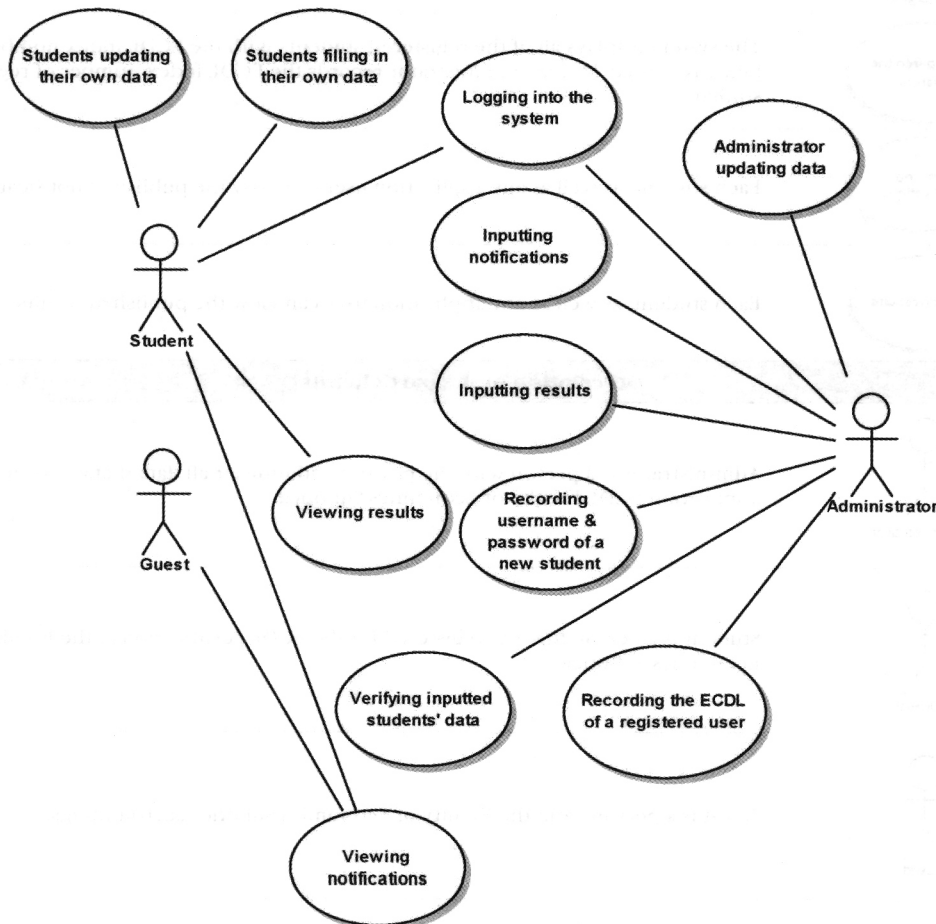 Students updating
their own data
Students filling in
their own data
Logging into the
system
Administrator
updating data
Inputting
notifications
Student
Inputting results
Viewing results
Guest
Recording
username &
password of a
new student
Administrator
Verifying inputted
students' data
Recording the ECDL
of a registered user
Viewing
notifications